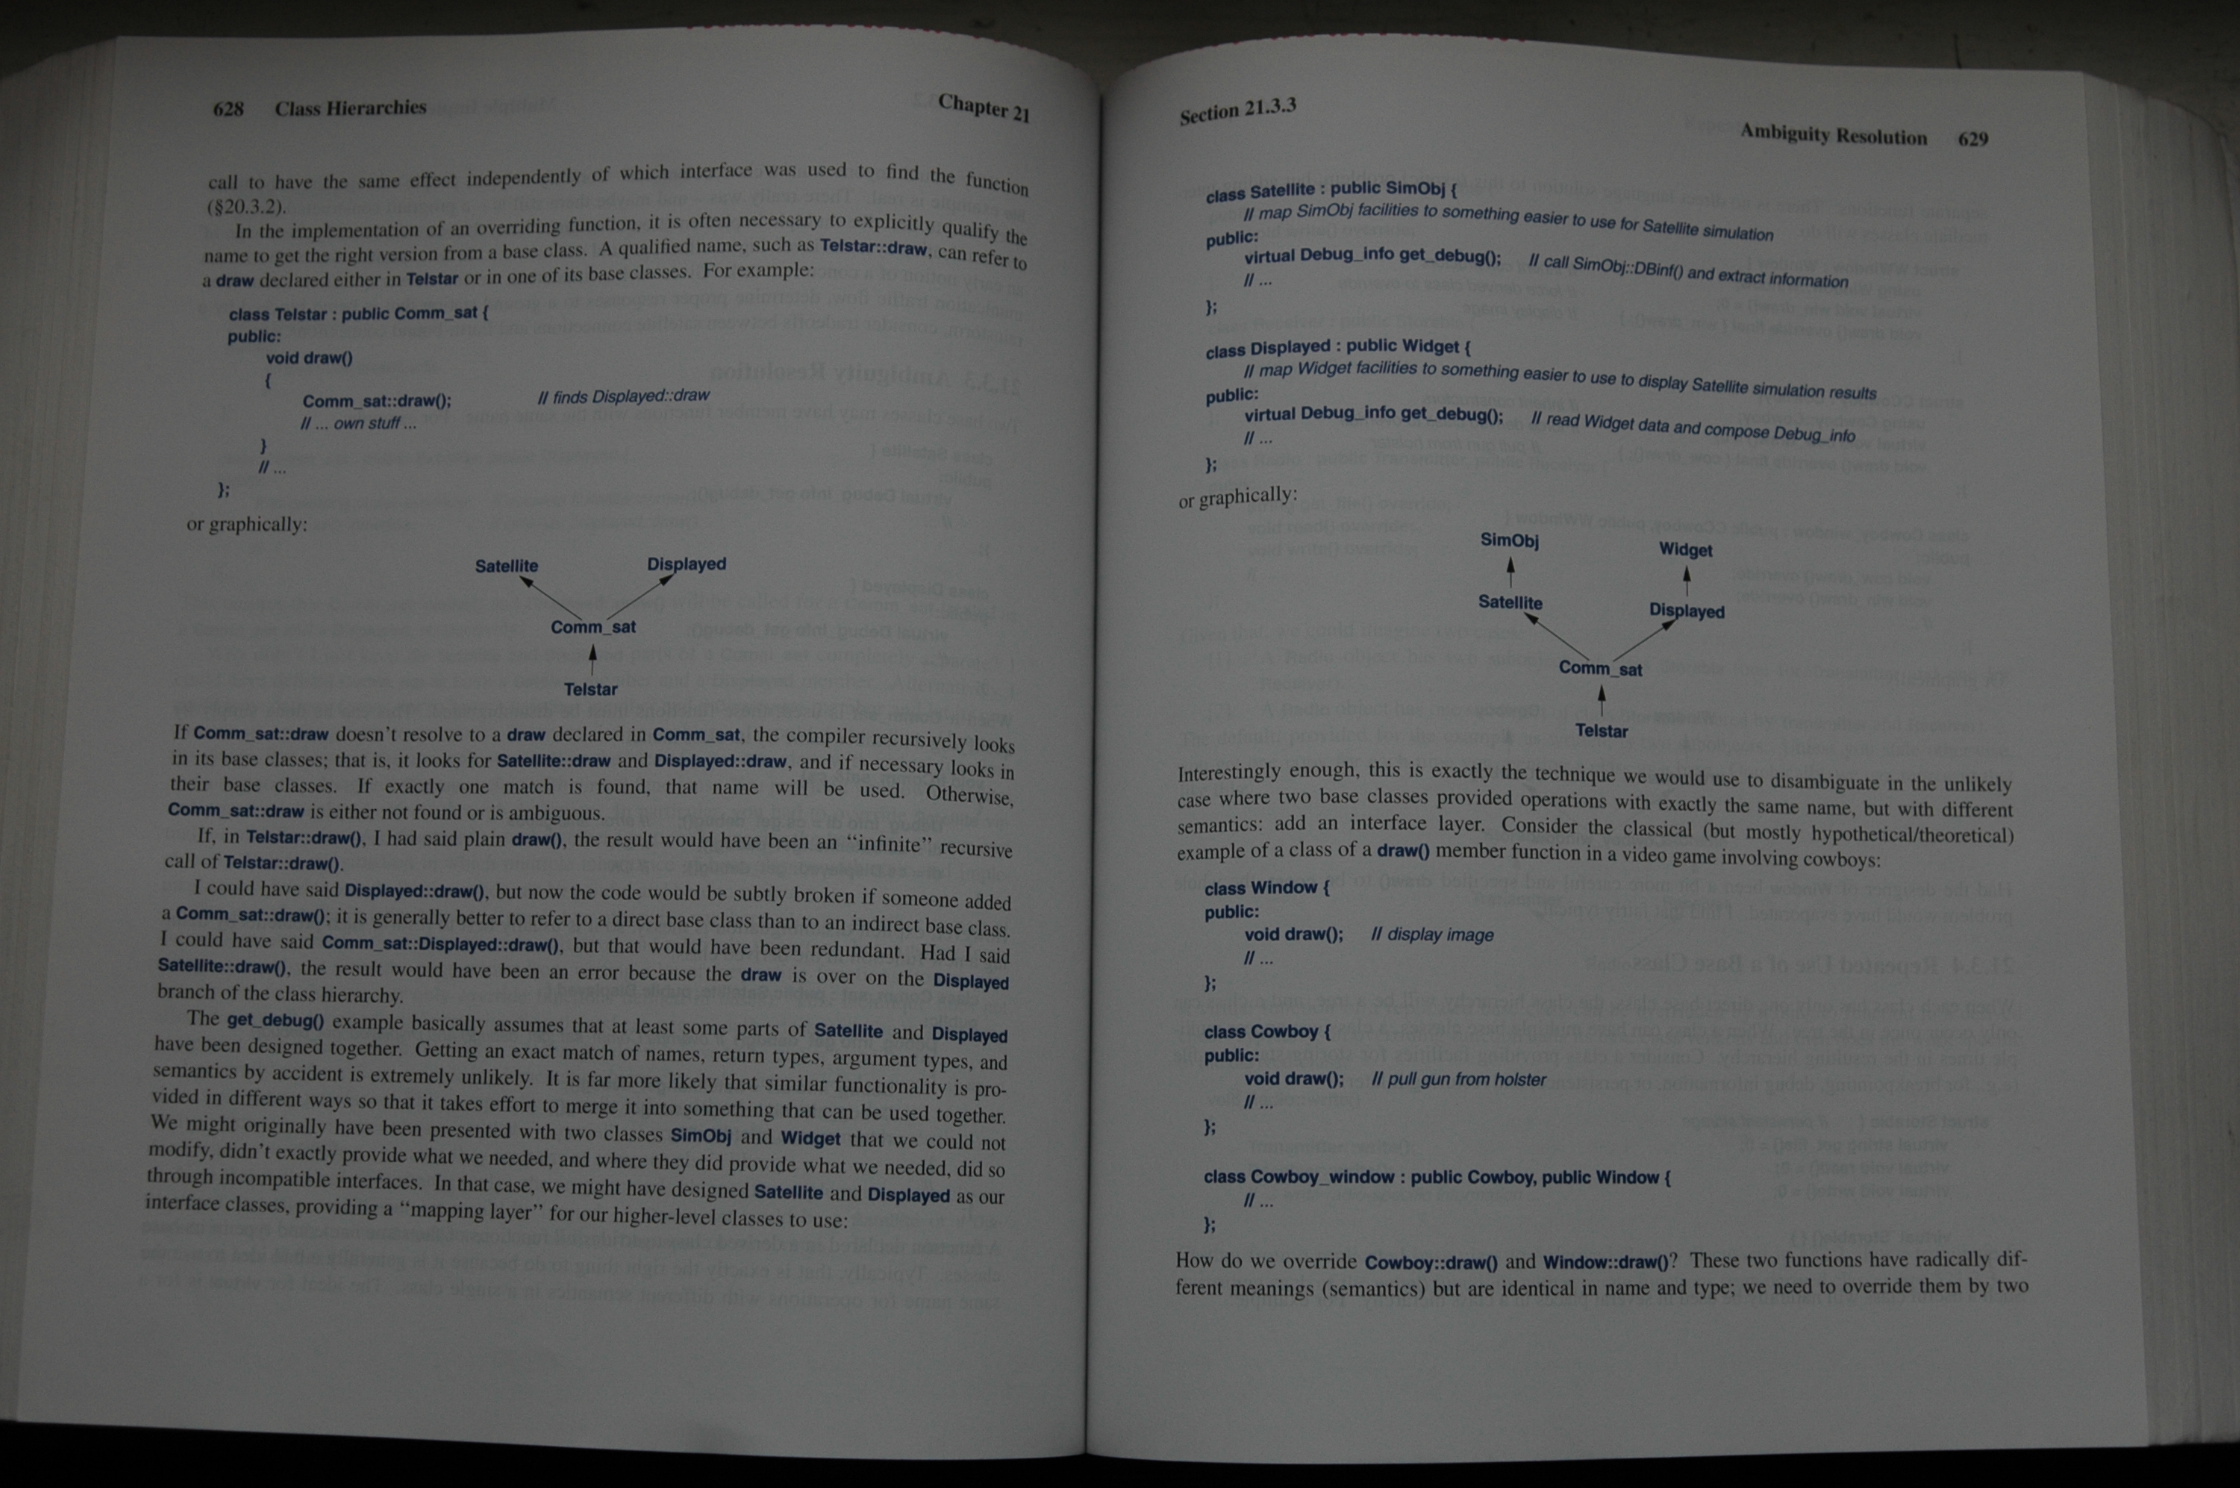 628 Class Hierarchies Chapter 21
call to have the same effect independently of which interface was used to find the function
(§20.3.2).
In the implementation of an overriding function, it is often necessary to explicitly qualify the
name to get the right version from a base class. A qualified name, such as Telstar::draw, can refer to
a draw declared either in Telstar or in one of its base classes. For example:
class Telstar : public Comm_sat {
public:
void draw()
{
Comm_sat::draw(); // finds Displayed::draw
// ... own stuff ...
}
// ...
};
or graphically:
Satellite Displayed
Comm_sat
Telstar
If Comm_sat::draw doesn't resolve to a draw declared in Comm_sat, the compiler recursively looks
in its base classes; that is, it looks for Satellite::draw and Displayed::draw, and if necessary looks in
their base classes. If exactly one match is found, that name will be used. Otherwise,
Comm_sat::draw is either not found or is ambiguous.
If, in Telstar::draw(), I had said plain draw(), the result would have been an "infinite" recursive
call of Telstar::draw().
I could have said Displayed::draw(), but now the code would be subtly broken if someone added
a Comm_sat::draw(); it is generally better to refer to a direct base class than to an indirect base class.
I could have said Comm_sat::Displayed::draw(), but that would have been redundant. Had I said
Satellite::draw(), the result would have been an error because the draw is over on the Displayed
branch of the class hierarchy.
The get_debug() example basically assumes that at least some parts of Satellite and Displayed
have been designed together. Getting an exact match of names, return types, argument types, and
semantics by accident is extremely unlikely. It is far more likely that similar functionality is pro-
vided in different ways so that it takes effort to merge it into something that can be used together.
We might originally have been presented with two classes SimObj and Widget that we could not
modify, didn't exactly provide what we needed, and where they did provide what we needed, did so
through incompatible interfaces. In that case, we might have designed Satellite and Displayed as our
interface classes, providing a "mapping layer" for our higher-level classes to use:
Section 21.3.3 Ambiguity Resolution 629
class Satellite : public SimObj {
// map SimObj facilities to something easier to use for Satellite simulation
public:
virtual Debug_info get_debug(); // call SimObj::DBinf() and extract information
// ...
};
class Displayed : public Widget {
// map Widget facilities to something easier to use to display Satellite simulation results
public:
virtual Debug_info get_debug(); // read Widget data and compose Debug_info
// ...
};
or graphically:
SimObj Widget
Satellite Displayed
Comm_sat
Telstar
Interestingly enough, this is exactly the technique we would use to disambiguate in the unlikely
case where two base classes provided operations with exactly the same name, but with different
semantics: add an interface layer. Consider the classical (but mostly hypothetical/theoretical)
example of a class of a draw() member function in a video game involving cowboys:
class Window {
public:
void draw(); // display image
// ...
};
class Cowboy {
public:
void draw(); // pull gun from holster
// ...
};
class Cowboy_window : public Cowboy, public Window {
// ...
};
How do we override Cowboy::draw() and Window::draw()? These two functions have radically dif-
ferent meanings (semantics) but are identical in name and type; we need to override them by two